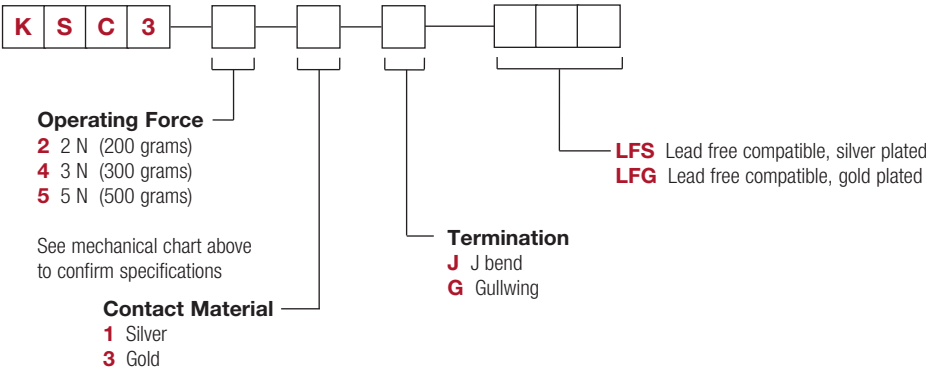 K S C 3
Operating Force
2 2 N (200 grams)
4 3 N (300 grams)
5 5 N (500 grams)
See mechanical chart above
to confirm specifications
Contact Material
1 Silver
3 Gold
Termination
J J bend
G Gullwing
LFS Lead free compatible, silver plated
LFG Lead free compatible, gold plated